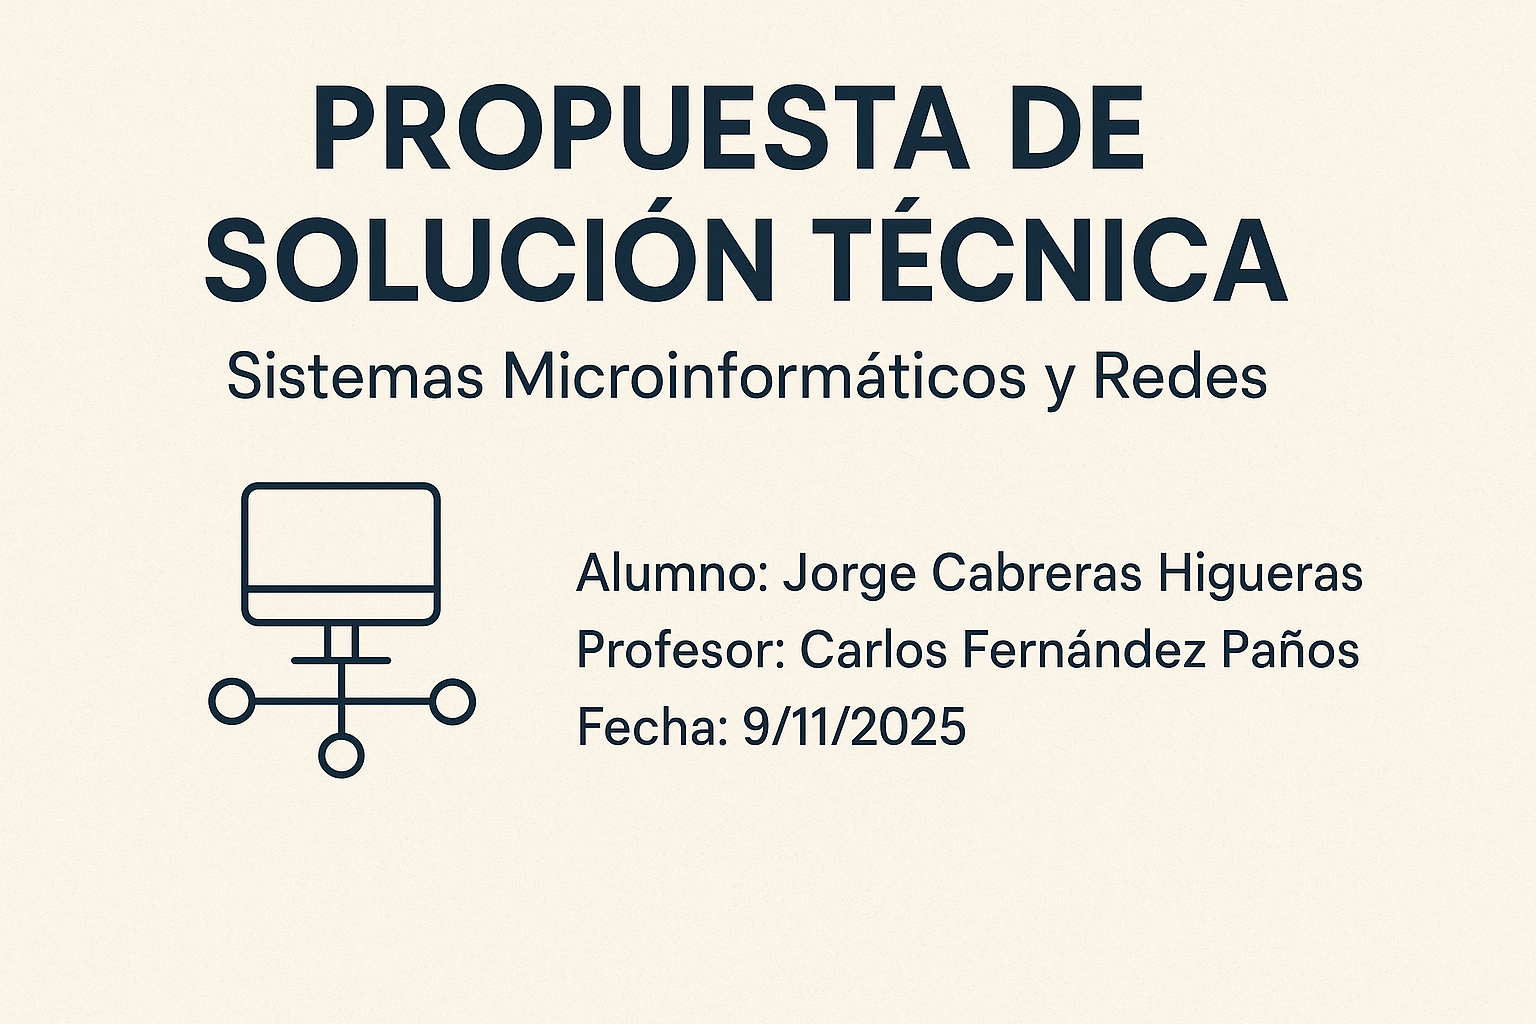 PROPUESTA DE
SOLUCIÓN TÉCNICA
Sistemas Microinformáticos y Redes
Alumno: Jorge Cabreras Higueras
Profesor: Carlos Fernández Paños
Fecha: 9/11/2025